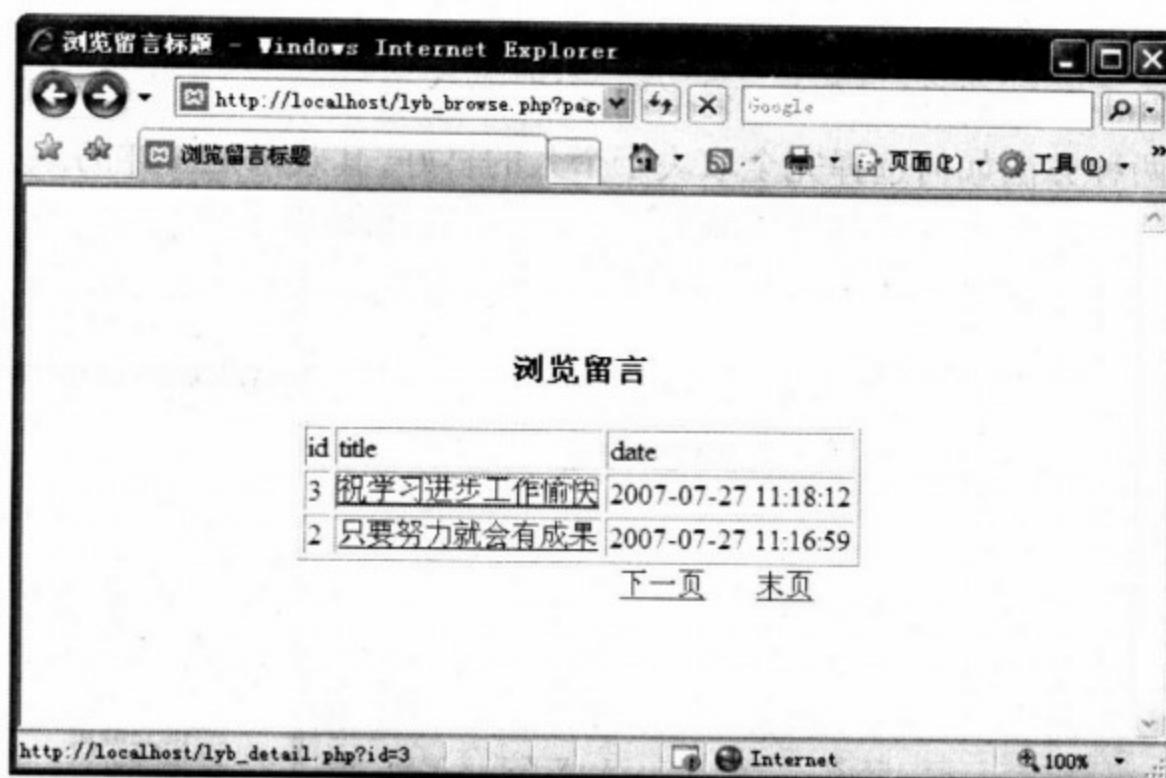 浏览留言标题 - Windows Internet Explorer
http://localhost/lyb_browse.php?pag
Google
浏览留言标题
页面(P)
工具(O)
»
浏览留言
id title date
3 祝学习进步工作愉快 2007-07-27 11:18:12
2 只要努力就会有成果 2007-07-27 11:16:59
下一页 末页
http://localhost/lyb_detail.php?id=3
Internet
100%